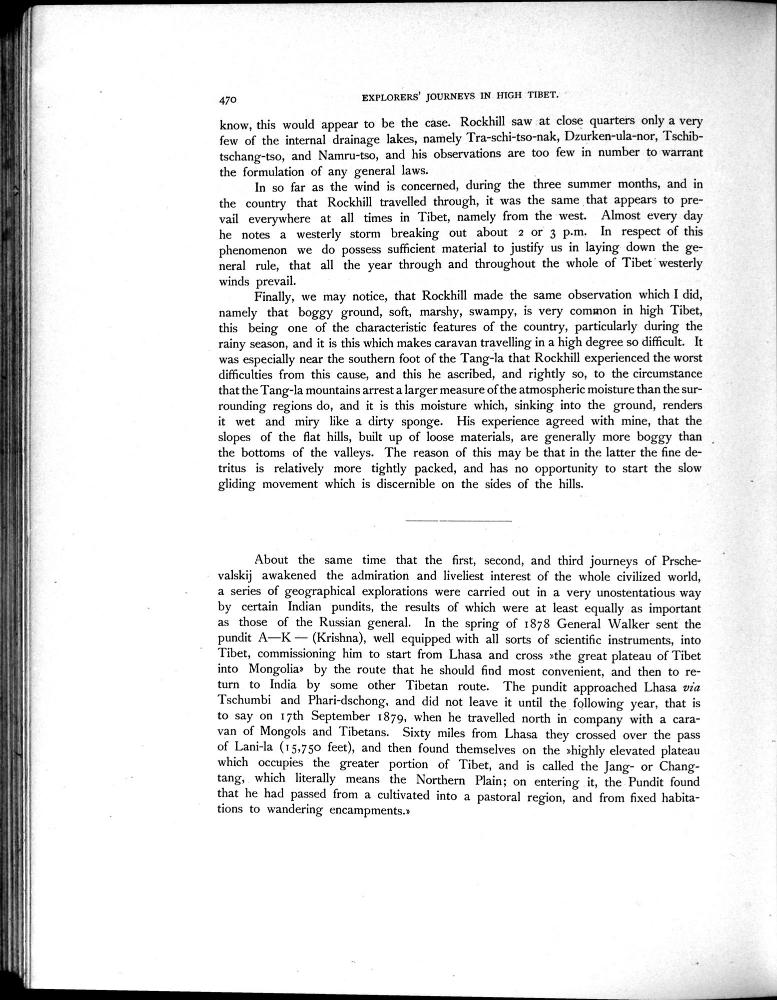 470
EXPLORERS' JOURNEYS IN HIGH TIBET.
know, this would appear to be the case. Rockhill saw at close quarters only a very
few of the internal drainage lakes, namely Tra-schi-tso-nak, Dzurken-ula-nor, Tschib-
tschang-tso, and Namru-tso, and his observations are too few in number to warrant
the formulation of any general laws.
In so far as the wind is concerned, during the three summer months, and in
the country that Rockhill travelled through, it was the same that appears to pre-
vail everywhere at all times in Tibet, namely from the west. Almost every day
he notes a westerly storm breaking out about 2 or 3 p.m. In respect of this
phenomenon we do possess sufficient material to justify us in laying down the ge-
neral rule, that all the year through and throughout the whole of Tibet westerly
winds prevail.
Finally, we may notice, that Rockhill made the same observation which I did,
namely that boggy ground, soft, marshy, swampy, is very common in high Tibet,
this being one of the characteristic features of the country, particularly during the
rainy season, and it is this which makes caravan travelling in a high degree so difficult. It
was especially near the southern foot of the Tang-la that Rockhill experienced the worst
difficulties from this cause, and this he ascribed, and rightly so, to the circumstance
that the Tang-la mountains arrest a larger measure of the atmospheric moisture than the sur-
rounding regions do, and it is this moisture which, sinking into the ground, renders
it wet and miry like a dirty sponge. His experience agreed with mine, that the
slopes of the flat hills, built up of loose materials, are generally more boggy than
the bottoms of the valleys. The reason of this may be that in the latter the fine de-
tritus is relatively more tightly packed, and has no opportunity to start the slow
gliding movement which is discernible on the sides of the hills.
About the same time that the first, second, and third journeys of Prsche-
valskij awakened the admiration and liveliest interest of the whole civilized world,
a series of geographical explorations were carried out in a very unostentatious way
by certain Indian pundits, the results of which were at least equally as important
as those of the Russian general. In the spring of 1878 General Walker sent the
pundit A—K — (Krishna), well equipped with all sorts of scientific instruments, into
Tibet, commissioning him to start from Lhasa and cross »the great plateau of Tibet
into Mongolia» by the route that he should find most convenient, and then to re-
turn to India by some other Tibetan route. The pundit approached Lhasa via
Tschumbi and Phari-dschong, and did not leave it until the following year, that is
to say on 17th September 1879, when he travelled north in company with a cara-
van of Mongols and Tibetans. Sixty miles from Lhasa they crossed over the pass
of Lani-la (15,750 feet), and then found themselves on the »highly elevated plateau
which occupies the greater portion of Tibet, and is called the Jang- or Chang-
tang, which literally means the Northern Plain; on entering it, the Pundit found
that he had passed from a cultivated into a pastoral region, and from fixed habita-
tions to wandering encampments.»